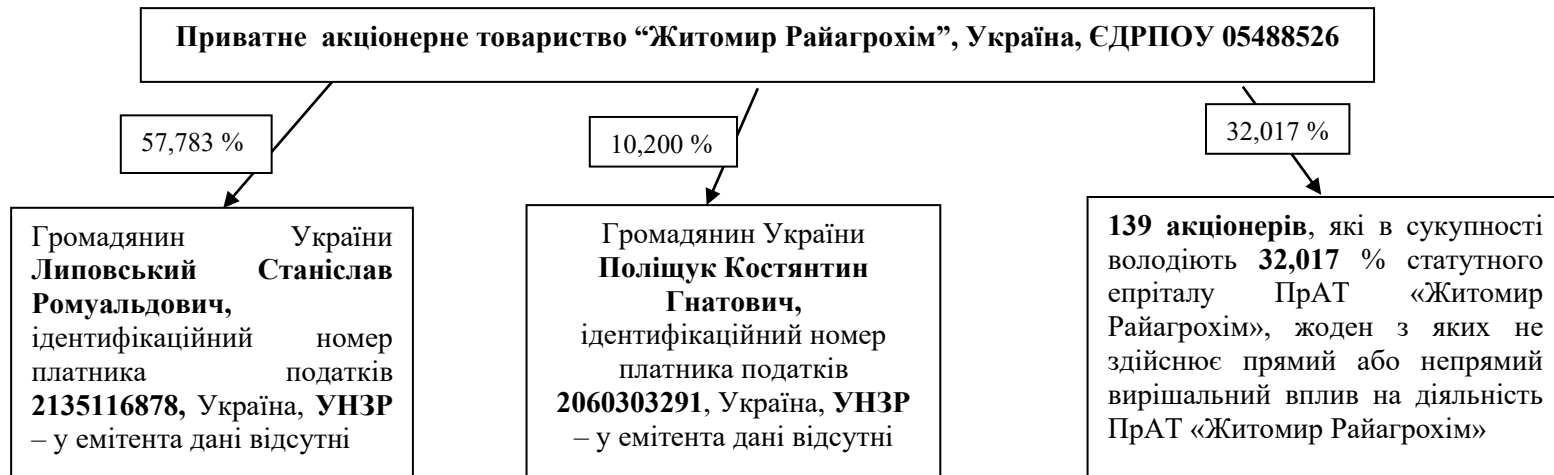 Приватне акціонерне товариство “Житомир Райагрохім”, Україна, ЄДРПОУ 05488526
57,783 %
10,200 %
32,017 %
Громадянин України
Липовський Станіслав
Ромуальдович,
ідентифікаційний номер
платника податків
2135116878, Україна, УНЗР
– у емітента дані відсутні
Громадянин України
Поліщук Костянтин
Гнатович,
ідентифікаційний номер
платника податків
2060303291, Україна, УНЗР
– у емітента дані відсутні
139 акціонерів, які в сукупності
володіють 32,017 % статутного
епріталу ПрАТ «Житомир
Райагрохім», жоден з яких не
здійснює прямий або непрямий
вирішальний вплив на діяльність
ПрАТ «Житомир Райагрохім»